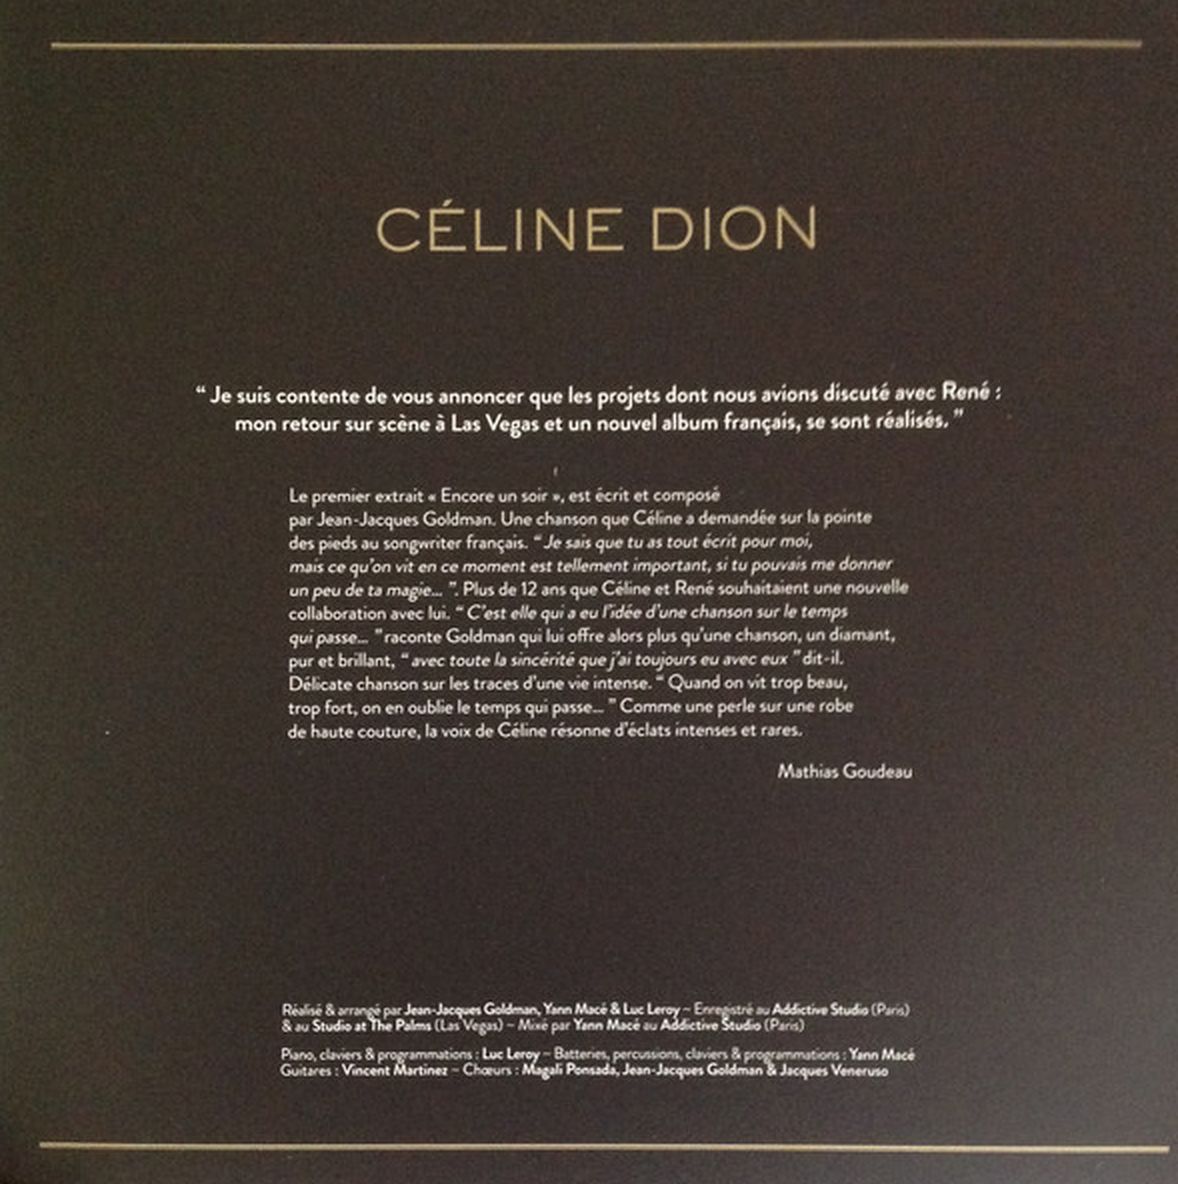 CÉLINE DION
“ Je suis contente de vous annoncer que les projets dont nous avions discuté avec René :
mon retour sur scène à Las Vegas et un nouvel album français, se sont réalisés. ”
Le premier extrait « Encore un soir », est écrit et composé
par Jean-Jacques Goldman. Une chanson que Céline a demandée sur la pointe
des pieds au songwriter français. “ Je sais que tu as tout écrit pour moi,
mais ce qu’on vit en ce moment est tellement important, si tu pouvais me donner
un peu de ta magie... ”. Plus de 12 ans que Céline et René souhaitaient une nouvelle
collaboration avec lui. “ C’est elle qui a eu l’idée d’une chanson sur le temps
qui passe... ” raconte Goldman qui lui offre alors plus qu’une chanson, un diamant,
pur et brillant, “ avec toute la sincérité que j’ai toujours eu avec eux ” dit-il.
Délicate chanson sur les traces d’une vie intense. “ Quand on vit trop beau,
trop fort, on en oublie le temps qui passe... ” Comme une perle sur une robe
de haute couture, la voix de Céline résonne d’éclats intenses et rares.
Mathias Goudeau
Réalisé & arrangé par Jean-Jacques Goldman, Yann Macé & Luc Leroy – Enregistré au Addictive Studio (Paris)
& au Studio at The Palms (Las Vegas) – Mixé par Yann Macé au Addictive Studio (Paris)
Piano, claviers & programmations : Luc Leroy – Batteries, percussions, claviers & programmations : Yann Macé
Guitares : Vincent Martinez – Chœurs : Magali Ponsada, Jean-Jacques Goldman & Jacques Veneruso